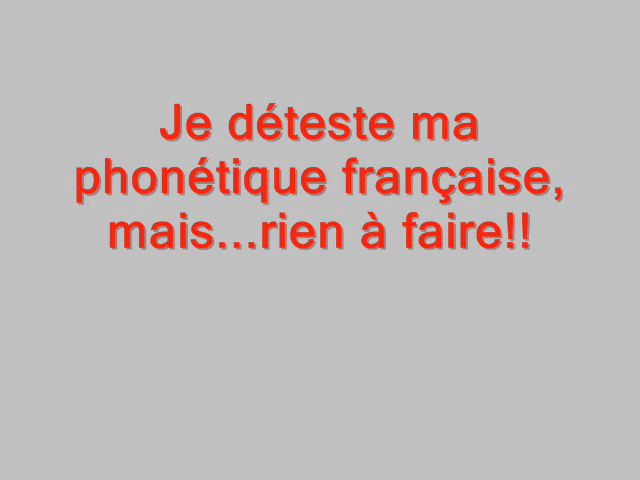 Je déteste ma
phonétique française,
mais...rien à faire!!